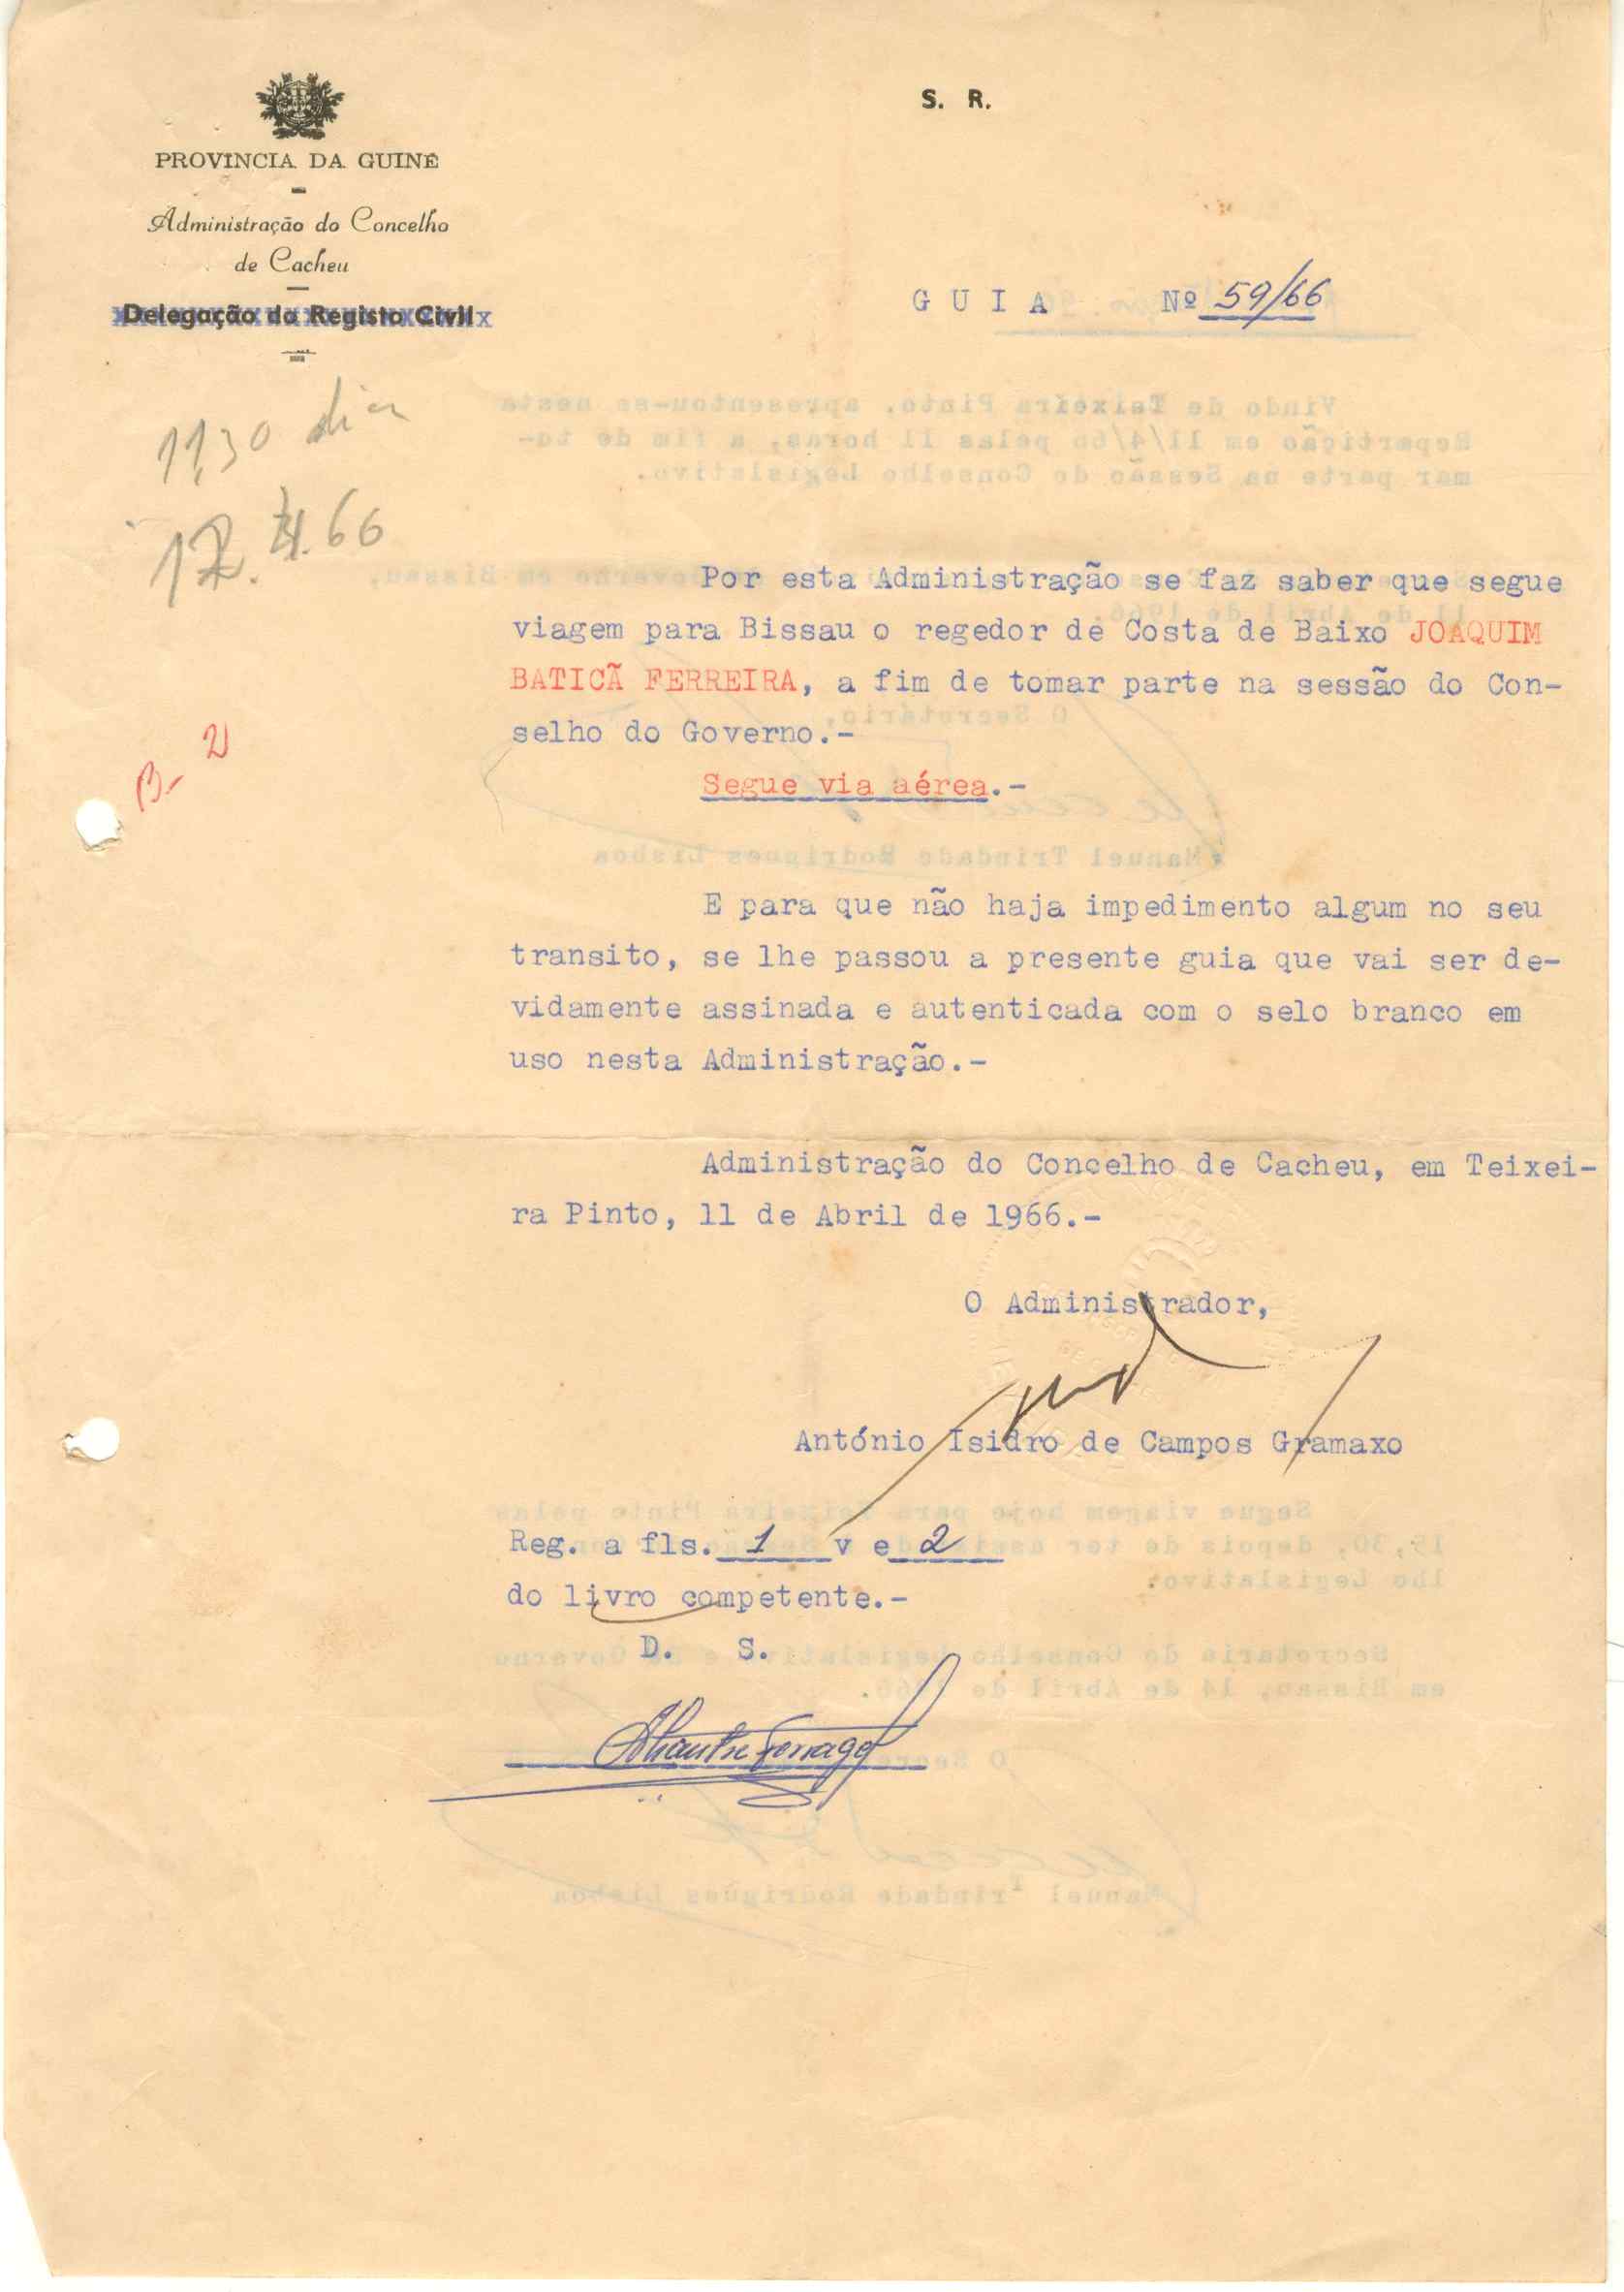 S. R.
PROVINCIA DA GUINÉ
Administração do Concelho
de Cacheu
Delegação do Registo Civil
GUIA Nº 59/66
11,30 dia
12.4.66
Por esta Administração se faz saber que segue
viagem para Bissau o regedor de Costa de Baixo JOAQUIM
BATICÃ FERREIRA, a fim de tomar parte na sessão do Con-
selho do Governo.-
B- 2
Segue via aérea.-
E para que não haja impedimento algum no seu
transito, se lhe passou a presente guia que vai ser de-
vidamente assinada e autenticada com o selo branco em
uso nesta Administração.-
Administração do Concelho de Cacheu, em Teixei-
ra Pinto, 11 de Abril de 1966.-
O Administrador,
António Isidro de Campos Gramaxo
Reg. a fls. 1 v e 2
do livro competente.-
D. S.